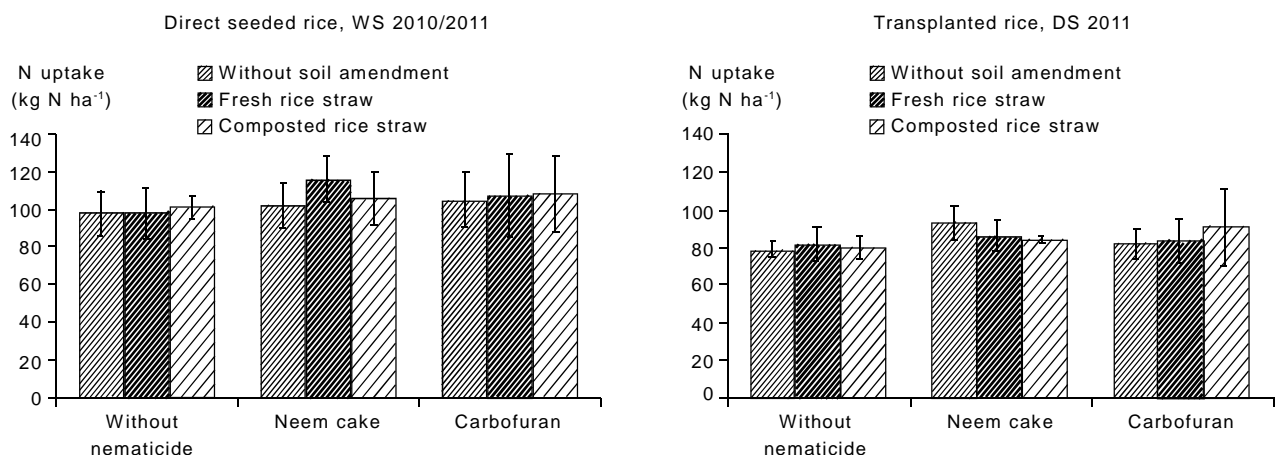 Direct seeded rice, WS 2010/2011
N uptake
(kg N ha-1)
Without soil amendment
Fresh rice straw
Composted rice straw
140
120
100
80
60
40
20
0
Without
nematicide
Neem cake
Carbofuran
Transplanted rice, DS 2011
N uptake
(kg N ha-1)
Without soil amendment
Fresh rice straw
Composted rice straw
140
120
100
80
60
40
20
0
Without
nematicide
Neem cake
Carbofuran